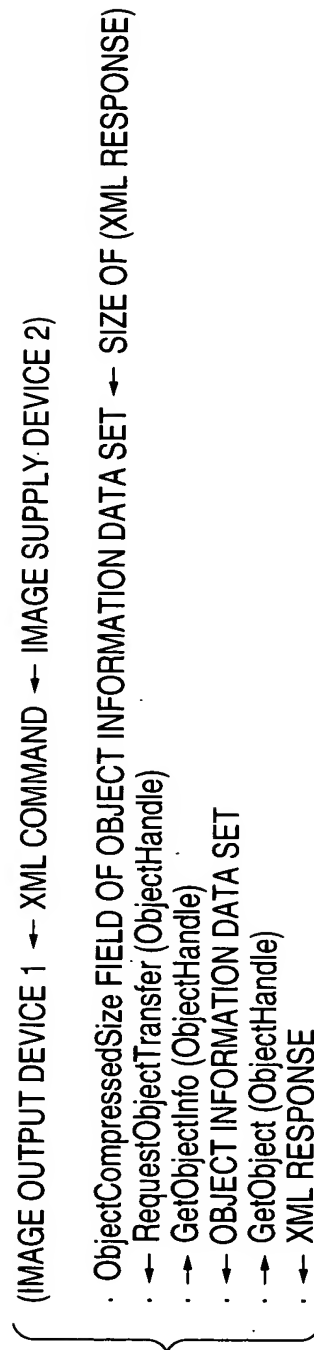 (IMAGE OUTPUT DEVICE 1 ← XML COMMAND ← IMAGE SUPPLY DEVICE 2)
· ObjectCompressedSize FIELD OF OBJECT INFORMATION DATA SET ← SIZE OF (XML RESPONSE)
· ← RequestObjectTransfer (ObjectHandle)
· → GetObjectInfo (ObjectHandle)
· ← OBJECT INFORMATION DATA SET
· → GetObject (ObjectHandle)
· ← XML RESPONSE